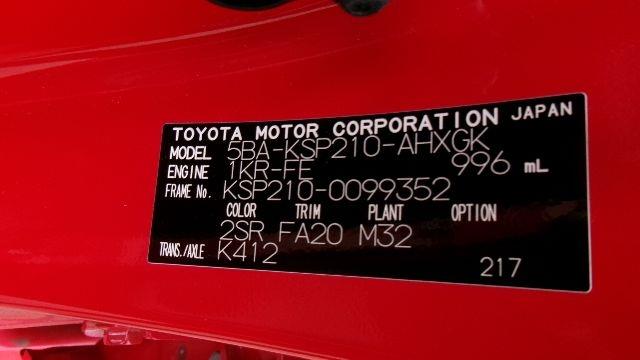 TOYOTA MOTOR CORPORATION JAPAN
MODEL 5BA-KSP210-AHXGK
ENGINE 1KR-FE 996 mL
FRAME No. KSP210-0099352
COLOR TRIM PLANT OPTION
2SR FA20 M32
TRANS./AXLE K412
217